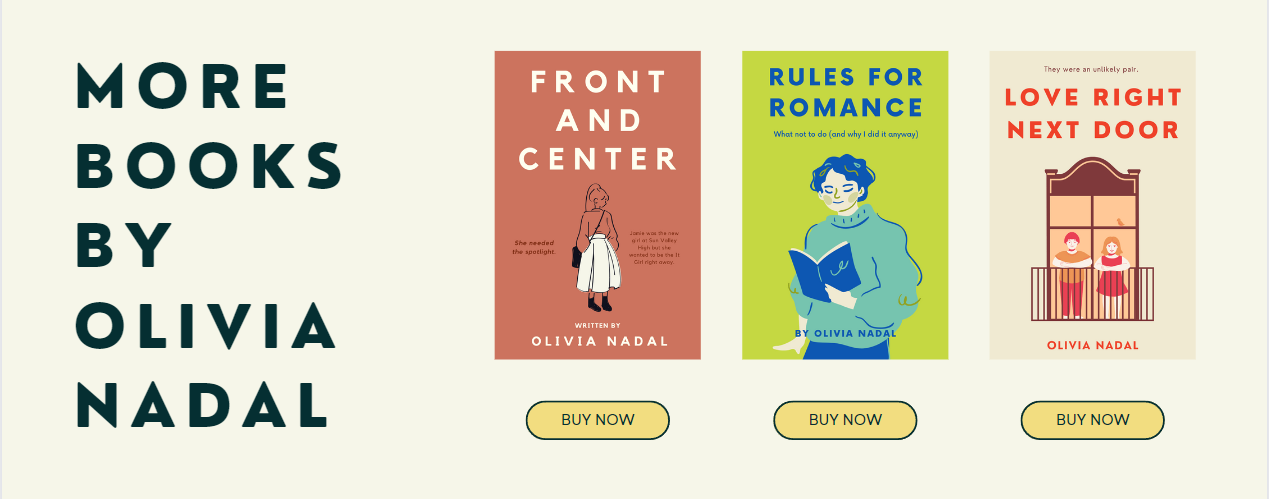 MORE
BOOKS
BY
OLIVIA
NADAL
FRONT
AND
CENTER
She needed
the spotlight.
Jamie was the new
girl at Sun Valley
High but she
wanted to be the It
Girl right away.
WRITTEN BY
OLIVIA NADAL
BUY NOW
RULES FOR
ROMANCE
What not to do (and why I did it anyway)
BY OLIVIA NADAL
BUY NOW
They were an unlikely pair.
LOVE RIGHT
NEXT DOOR
OLIVIA NADAL
BUY NOW